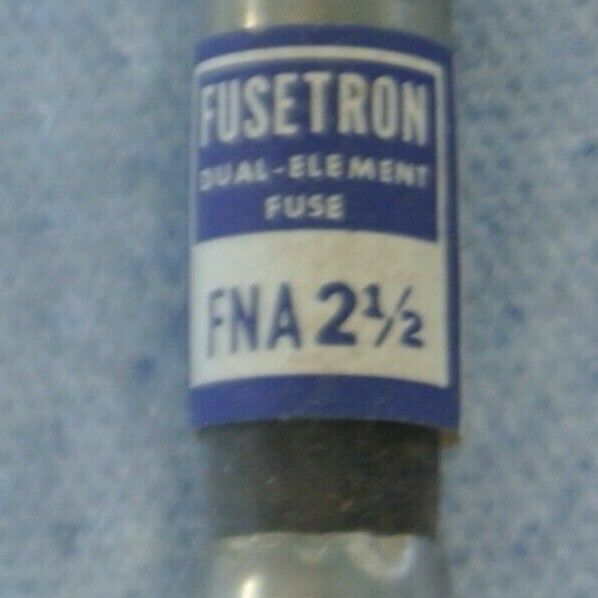 FUSETRON
DUAL-ELEMENT
FUSE
FNA 2½